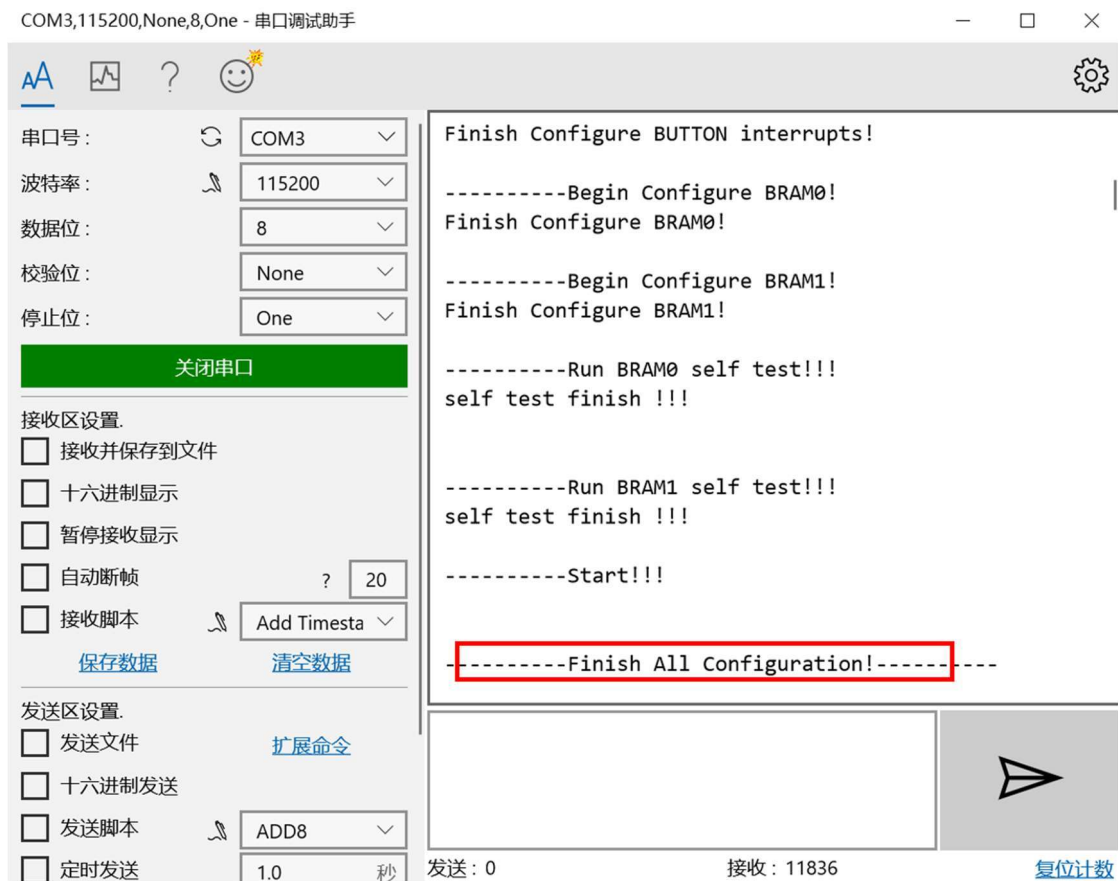 COM3,115200,None,8,One - 串口调试助手
串口号: COM3
波特率: 115200
数据位: 8
校验位: None
停止位: One
关闭串口
接收区设置.
接收并保存到文件
十六进制显示
暂停接收显示
自动断帧 ? 20
接收脚本 Add Timesta
保存数据 清空数据
发送区设置.
发送文件 扩展命令
十六进制发送
发送脚本 ADD8
定时发送 1.0 秒
Finish Configure BUTTON interrupts!
----------Begin Configure BRAM0!
Finish Configure BRAM0!
----------Begin Configure BRAM1!
Finish Configure BRAM1!
----------Run BRAM0 self test!!!
self test finish !!!
----------Run BRAM1 self test!!!
self test finish !!!
----------Start!!!
----------Finish All Configuration!----------
发送: 0 接收: 11836 复位计数